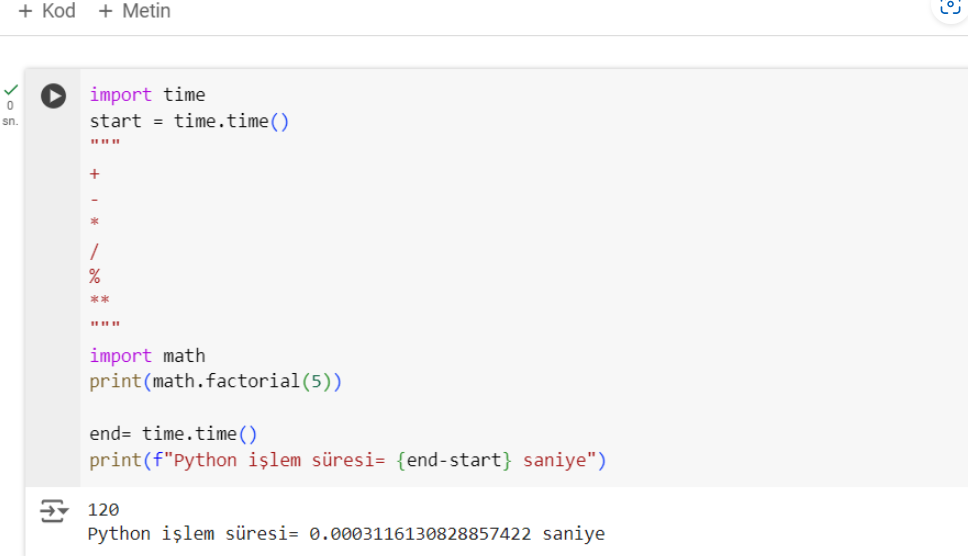 + Kod + Metin
0
sn.
import time
start = time.time()
"""
+
-
*
/
%
**
"""
import math
print(math.factorial(5))
end= time.time()
print(f"Python işlem süresi= {end-start} saniye")
120
Python işlem süresi= 0.0003116130828857422 saniye